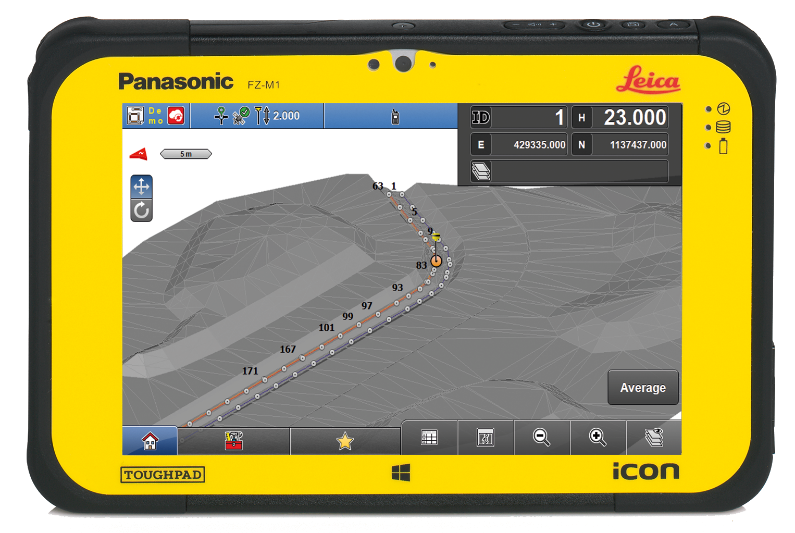 Panasonic FZ-M1
Leica
De
mo
2.000
ID 1 H 23.000
E 429335.000 N 1137437.000
5 m
63 1
5
9
83
93
97
99
101
167
171
Average
TOUGHPAD
iCON